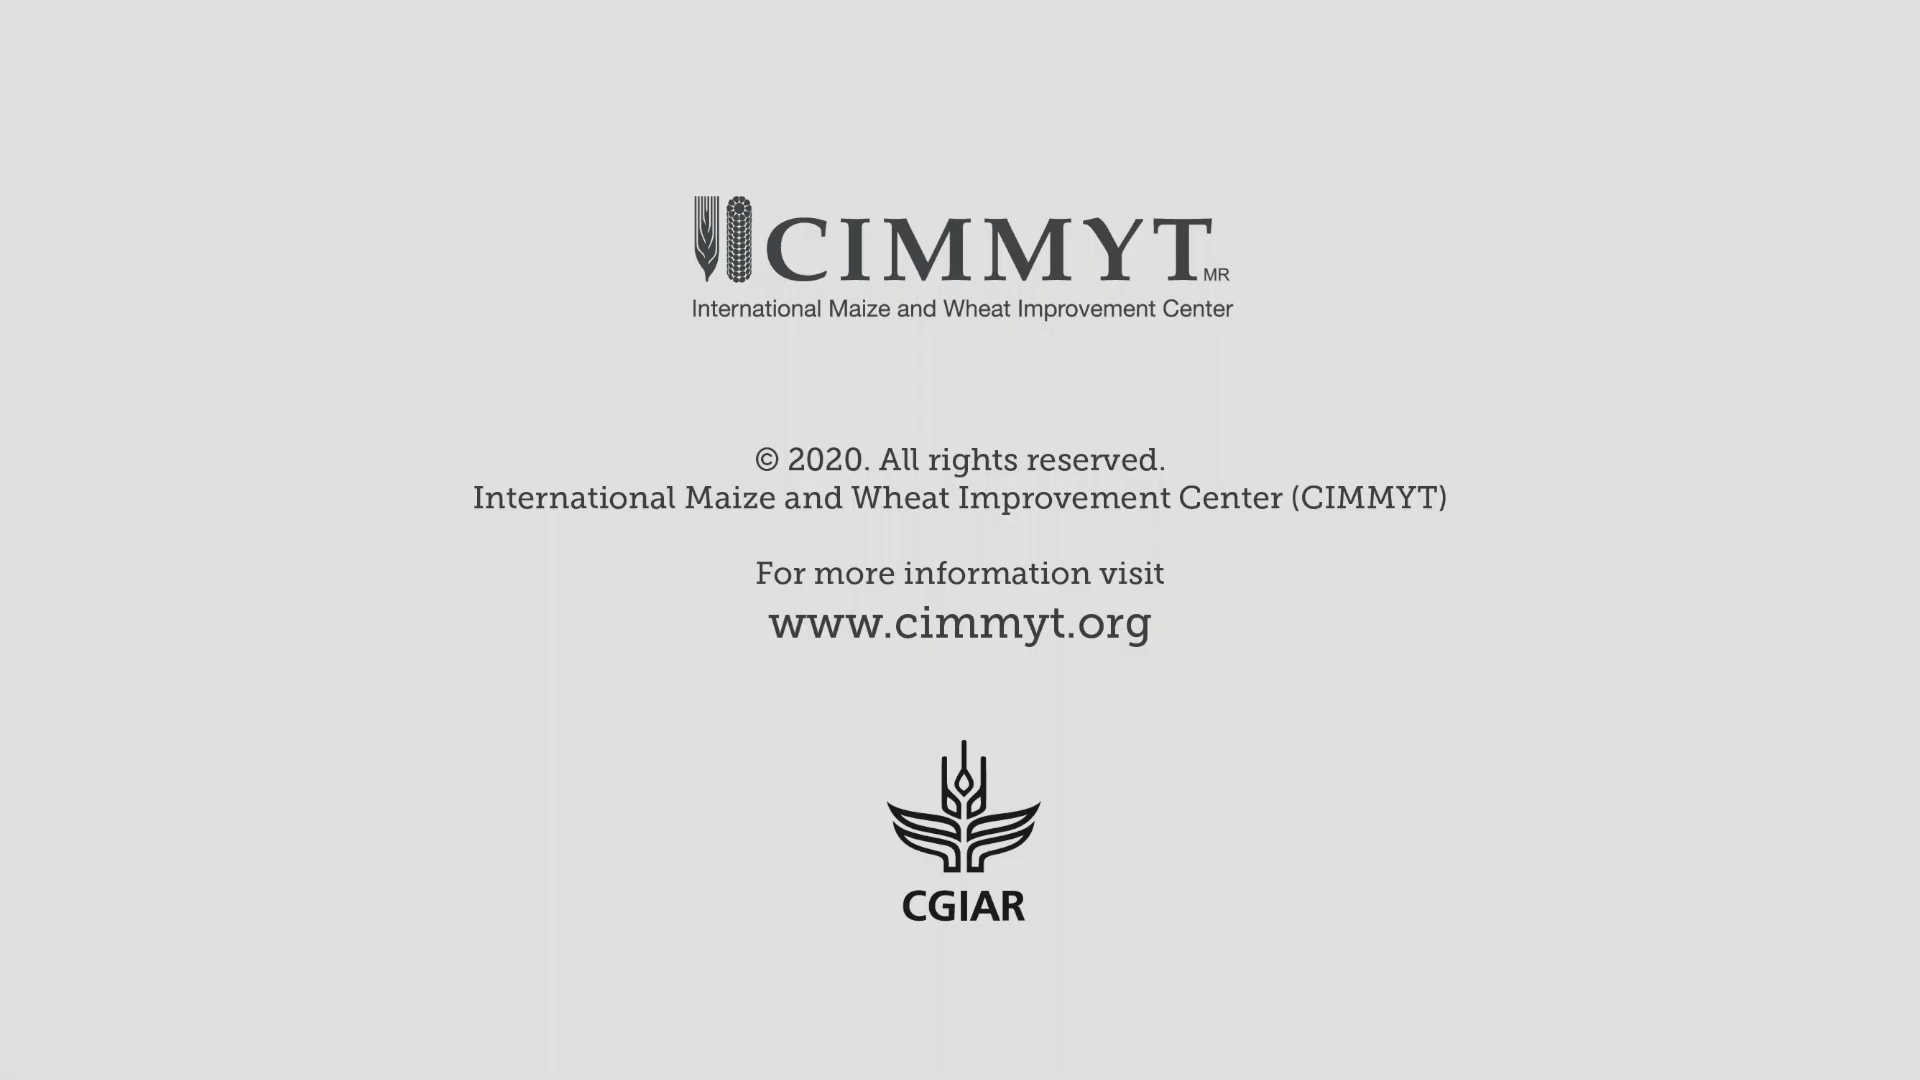 CIMMYT MR
International Maize and Wheat Improvement Center
© 2020. All rights reserved.
International Maize and Wheat Improvement Center (CIMMYT)
For more information visit
www.cimmyt.org
CGIAR